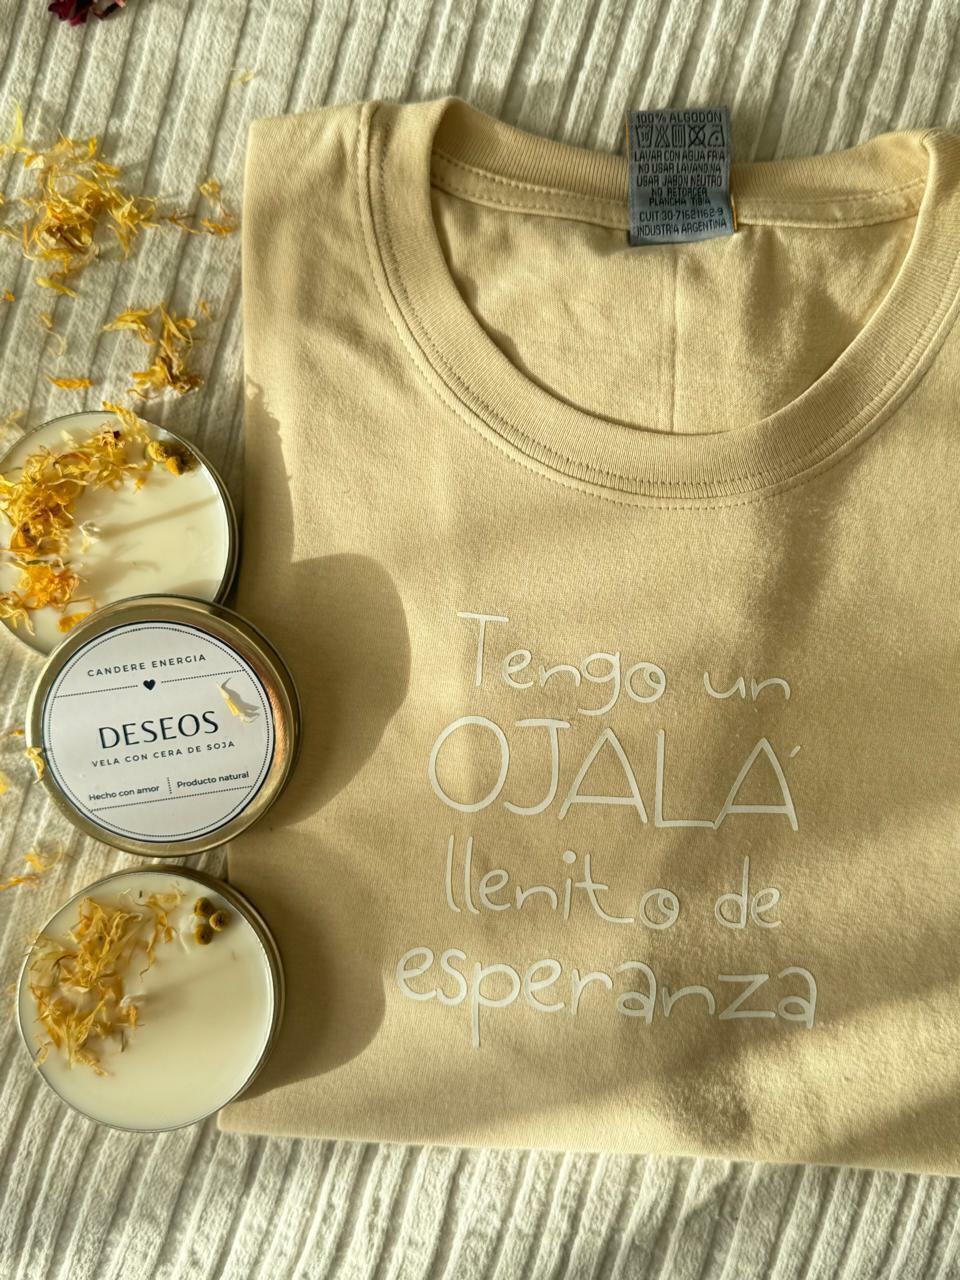 100% ALGODÓN
LAVAR CON AGUA FRIA
NO USAR LAVANDINA
USAR JABON NEUTRO
NO RETORCER
PLANCHA TIBIA
CUIT 30-71621162-9
INDUSTRIA ARGENTINA
Tengo un
OJALÁ
llenito de
esperanza
CANDERE ENERGIA
DESEOS
VELA CON CERA DE SOJA
Hecho con amor Producto natural